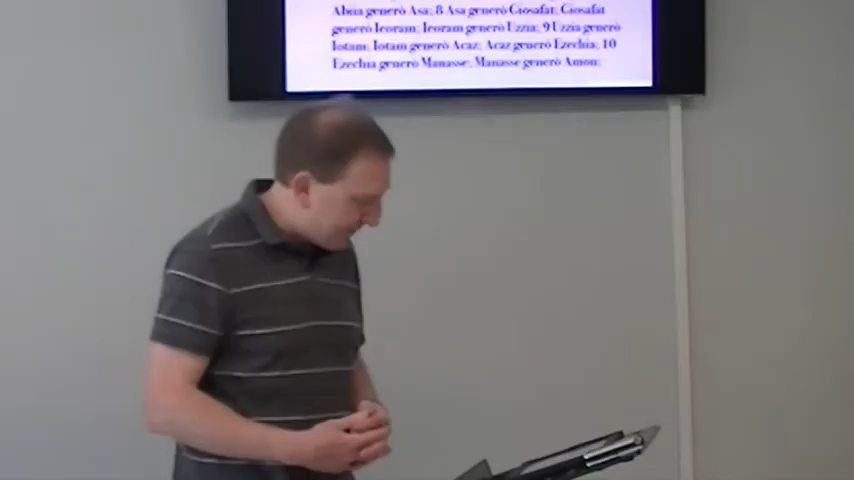 Abiia generò Asa; 8 Asa generò Giosafat; Giosafat
generò Ieoram; Ieoram generò Uzzia; 9 Uzzia generò
Iotam; Iotam generò Acaz; Acaz generò Ezechia; 10
Ezechia generò Manasse; Manasse generò Amon;